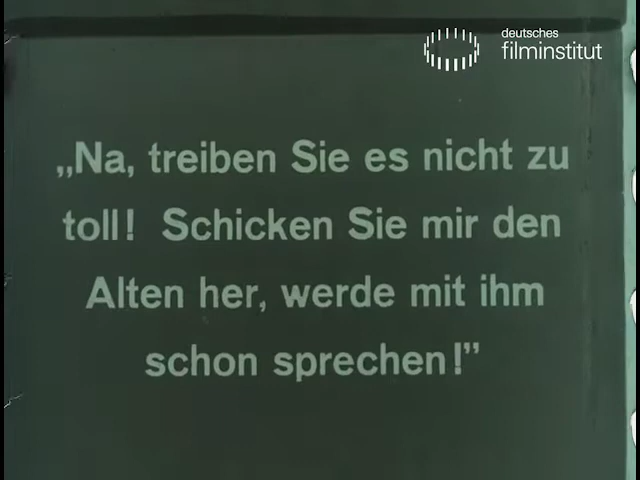 deutsches
filminstitut
„Na, treiben Sie es nicht zu
toll! Schicken Sie mir den
Alten her, werde mit ihm
schon sprechen!”